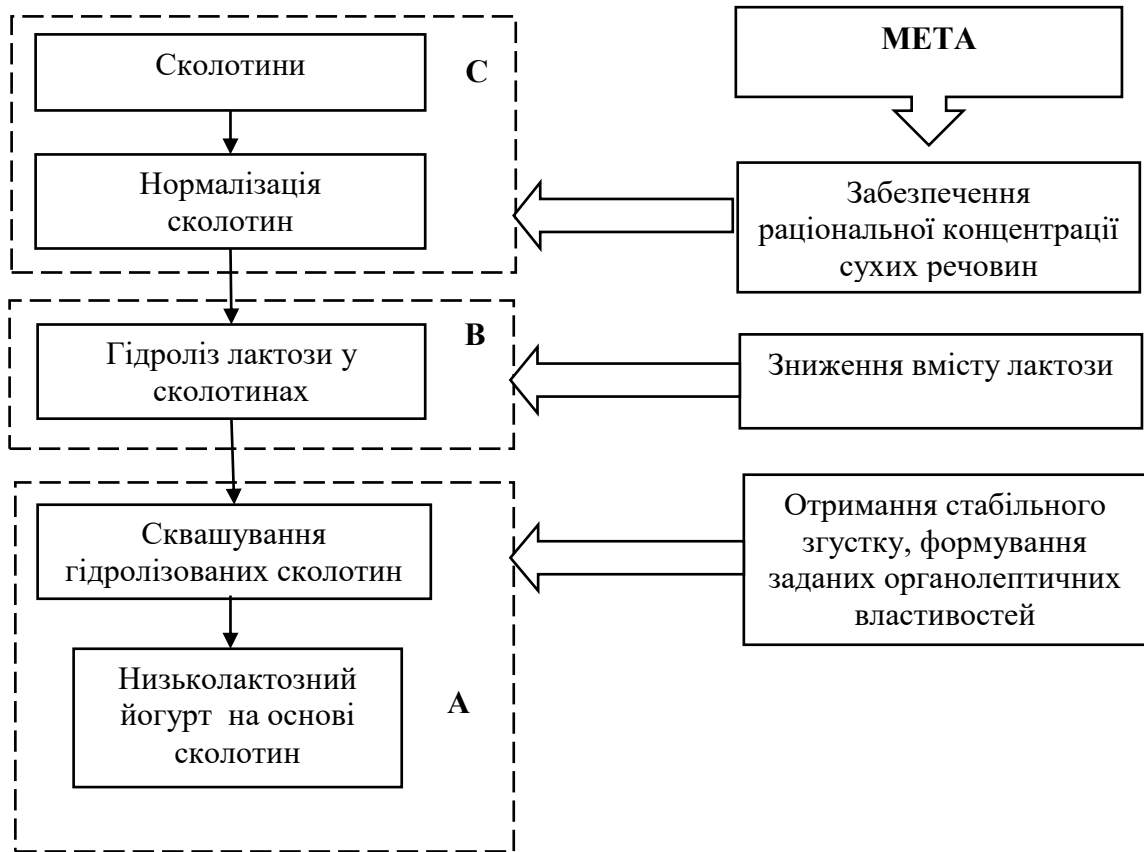 Сколотини
С
Нормалізація
сколотин
МЕТА
Забезпечення
раціональної концентрації
сухих речовин
Гідроліз лактози у
сколотинах
В
Зниження вмісту лактози
Сквашування
гідролізованих сколотин
Низьколактозний
йогурт на основі
сколотин
А
Отримання стабільного
згустку, формування
заданих органолептичних
властивостей